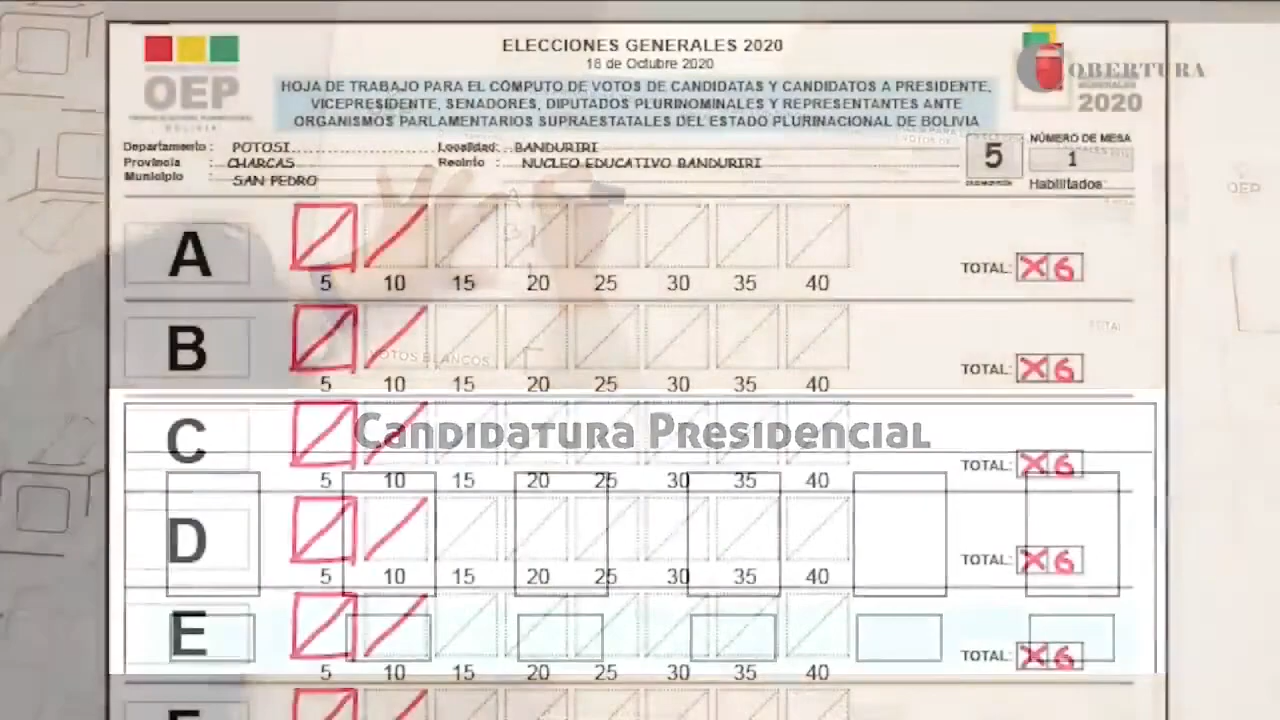 ELECCIONES GENERALES 2020
18 de Octubre 2020
OEP
BOLIVIA
HOJA DE TRABAJO PARA EL CÓMPUTO DE VOTOS DE CANDIDATAS Y CANDIDATOS A PRESIDENTE,
VICEPRESIDENTE, SENADORES, DIPUTADOS PLURINOMINALES Y REPRESENTANTES ANTE
ORGANISMOS PARLAMENTARIOS SUPRAESTATALES DEL ESTADO PLURINACIONAL DE BOLIVIA
COBERTURA
2020
Departamento : POTOSI Localidad: BANDURIRI
Provincia : CHARCAS Recinto : NUCLEO EDUCATIVO BANDURIRI
Municipio : SAN PEDRO
5
NÚMERO DE MESA
1
Habilitados
OEP
A
5 10 15 20 25 30 35 40
TOTAL: X 6
B
VOTOS BLANCOS
5 10 15 20 25 30 35 40
TOTAL: X 6
TOTAL
Candidatura Presidencial
C
5 10 15 20 25 30 35 40
TOTAL: X 6
D
5 10 15 20 25 30 35 40
TOTAL: X 6
E
5 10 15 20 25 30 35 40
TOTAL: X 6